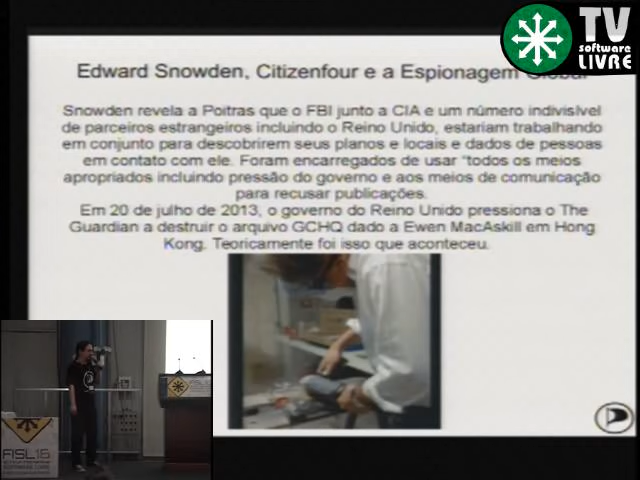 TV
software
LIVRE
Edward Snowden, Citizenfour e a Espionagem Global
Snowden revela a Poitras que o FBI junto a CIA e um número indivisível
de parceiros estrangeiros incluindo o Reino Unido, estariam trabalhando
em conjunto para descobrirem seus planos e locais e dados de pessoas
em contato com ele. Foram encarregados de usar "todos os meios
apropriados incluindo pressão do governo e aos meios de comunicação
para recusar publicações.
Em 20 de julho de 2013, o governo do Reino Unido pressiona o The
Guardian a destruir o arquivo GCHQ dado a Ewen MacAskill em Hong
Kong. Teoricamente foi isso que aconteceu.
FISL16